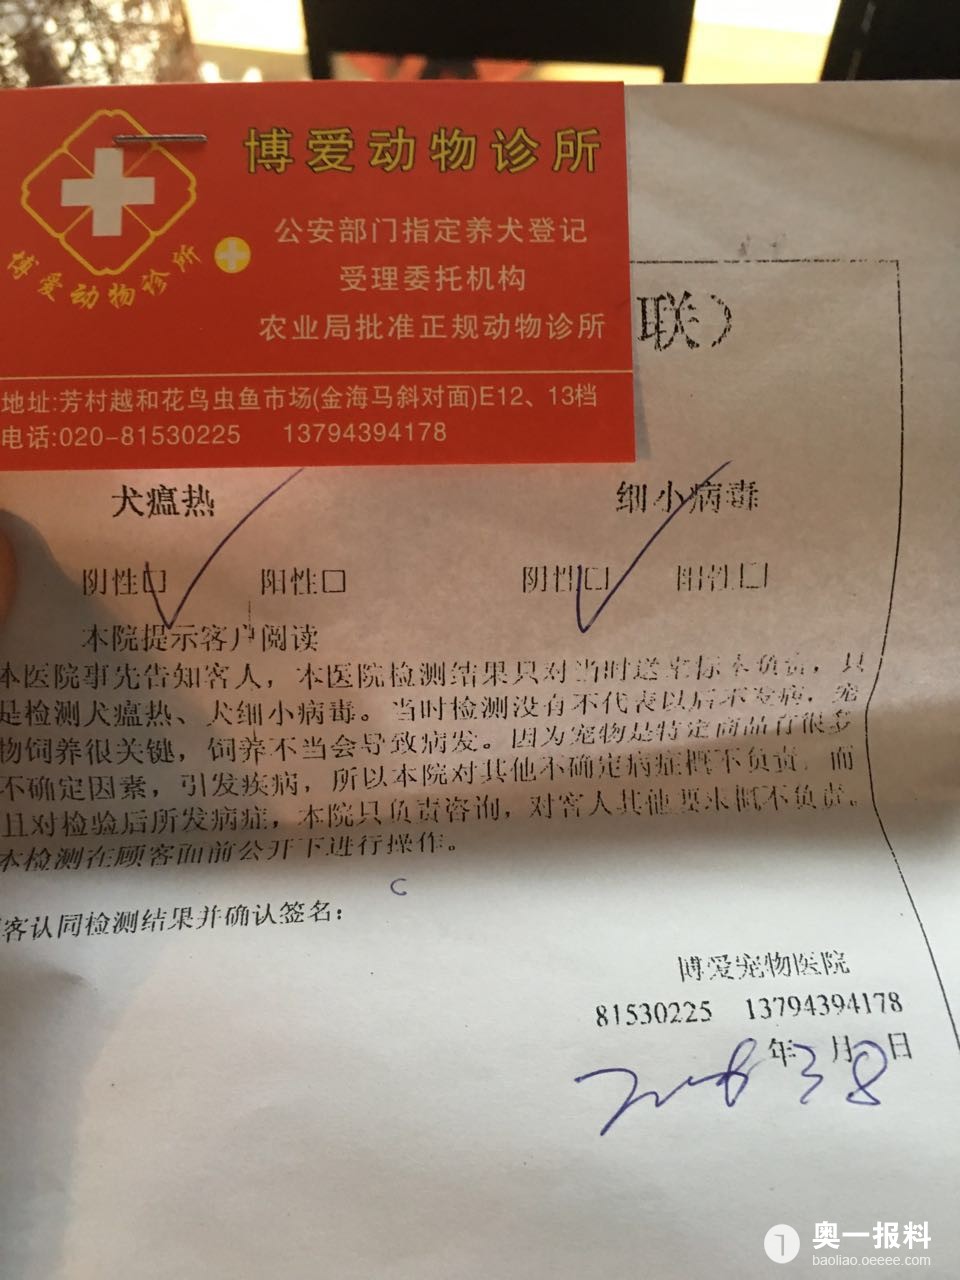 博爱动物诊所
博爱动物诊所
公安部门指定养犬登记
受理委托机构
农业局批准正规动物诊所
地址:芳村越和花鸟虫鱼市场(金海马斜对面)E12、13档
电话:020-81530225 13794394178
联）
犬瘟热 细小病毒
阴性□ 阳性□ 阴性□ 阳性□
本院提示客户阅读
本医院事先告知客人，本医院检测结果只对当时送来标本负责，只
是检测犬瘟热、犬细小病毒。当时检测没有不代表以后不发病，宠
物饲养很关键，饲养不当会导致病发。因为宠物是特定商品有很多
不确定因素，引发疾病，所以本院对其他不确定病症概不负责，而
且对检验后所发病症，本院只负责咨询，对客人其他要求概不负责。
本检测在顾客面前公开下进行操作。
客认同检测结果并确认签名：
博爱宠物医院
81530225 13794394178
年3月8日
奥一报料
baoliao.oeeee.com